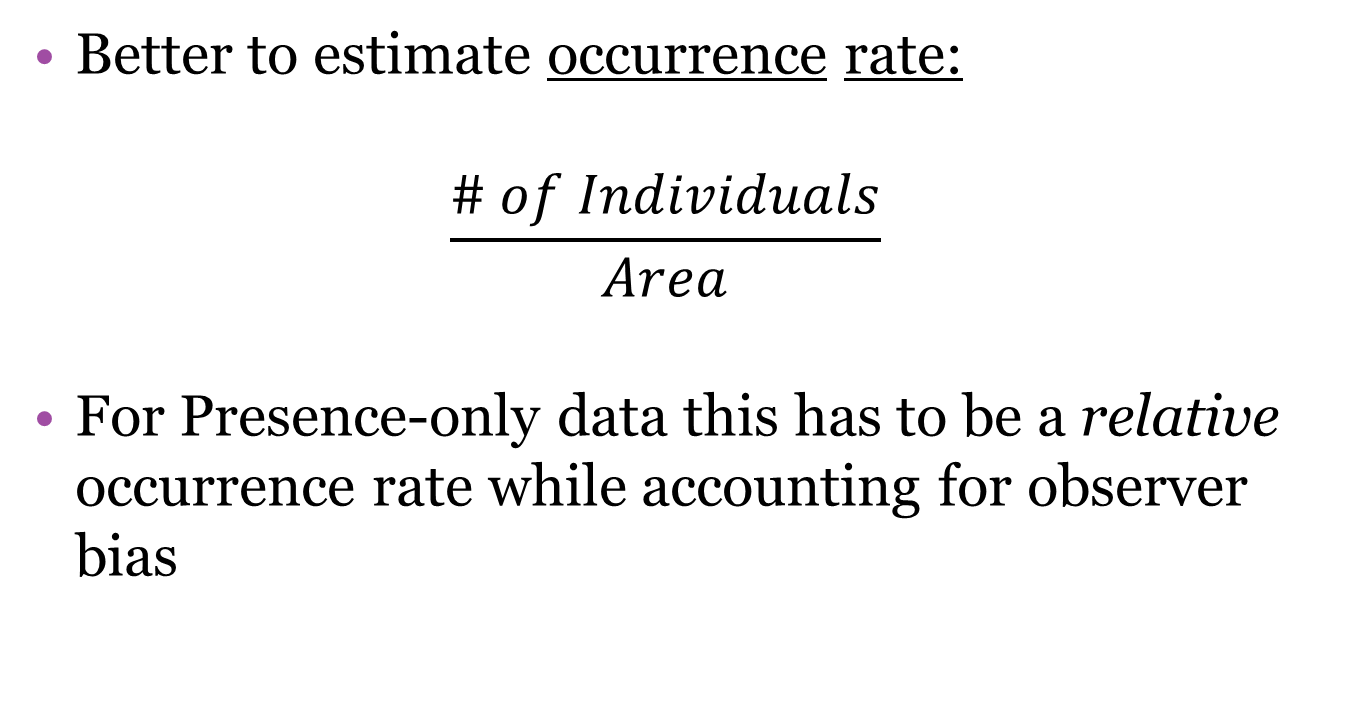 • Better to estimate occurrence rate:
# of Individuals
Area
• For Presence-only data this has to be a relative
occurrence rate while accounting for observer
bias